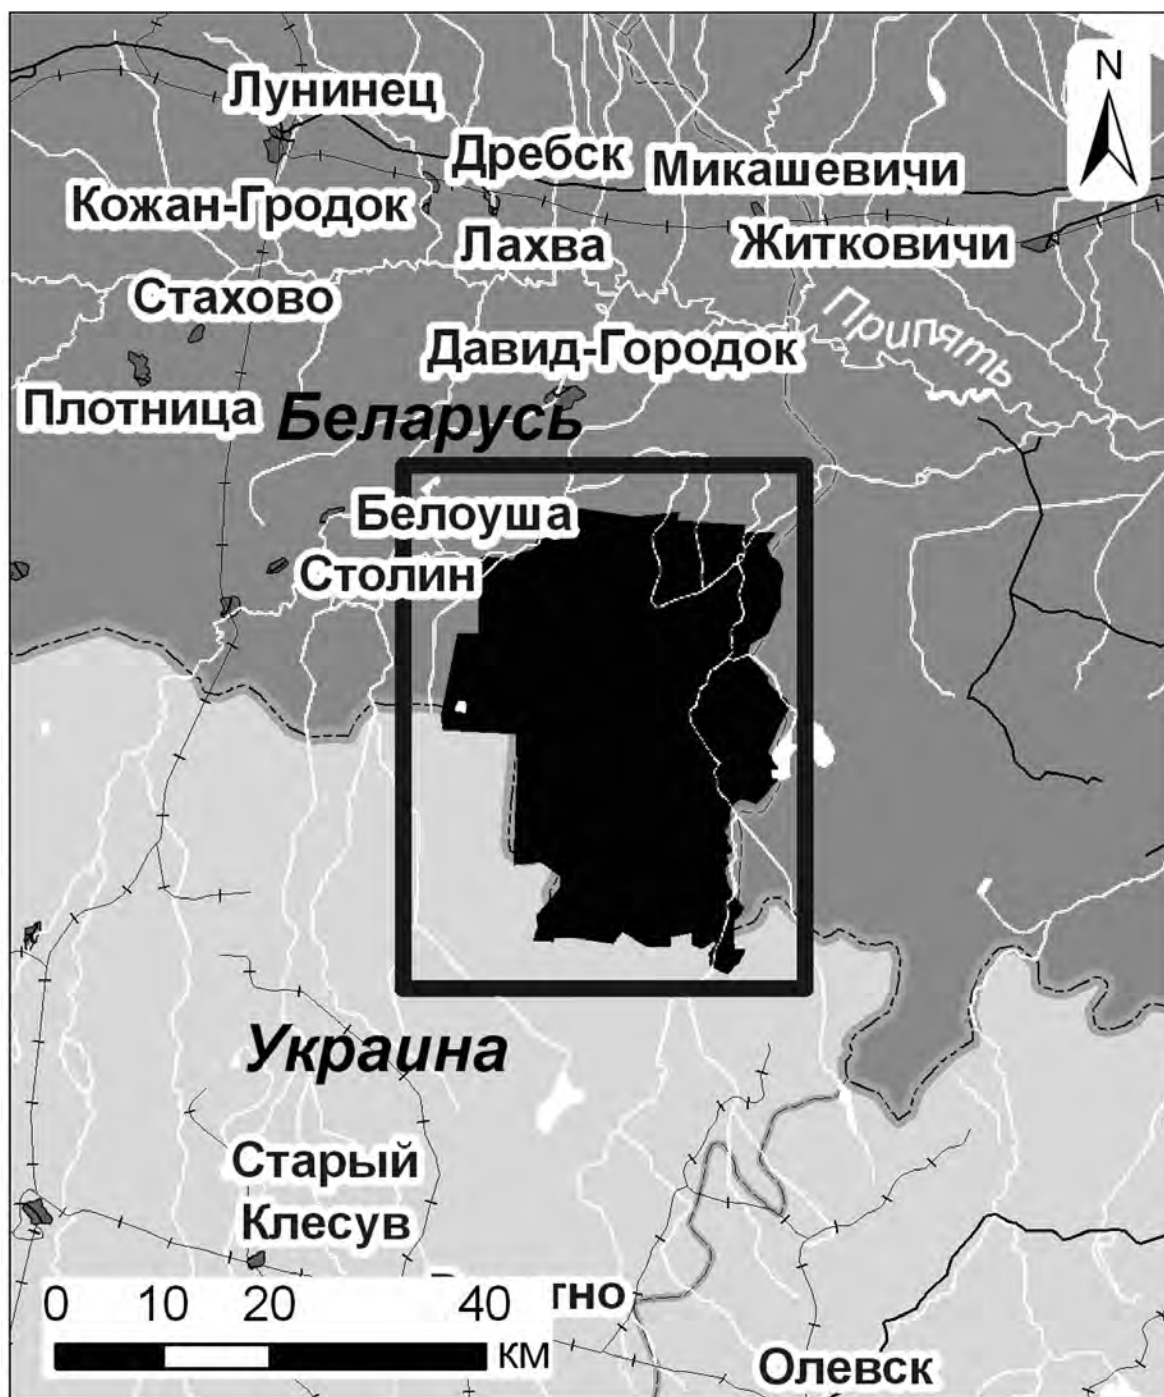 N
Лунинец
Дребск
Микашевичи
Кожан-Гродок
Лахва
Житковичи
Стахово
Припять
Давид-Городок
Плотница
Беларусь
Белоуша
Столин
Украина
Старый
Клесув
0 10 20 40
км
Олевск